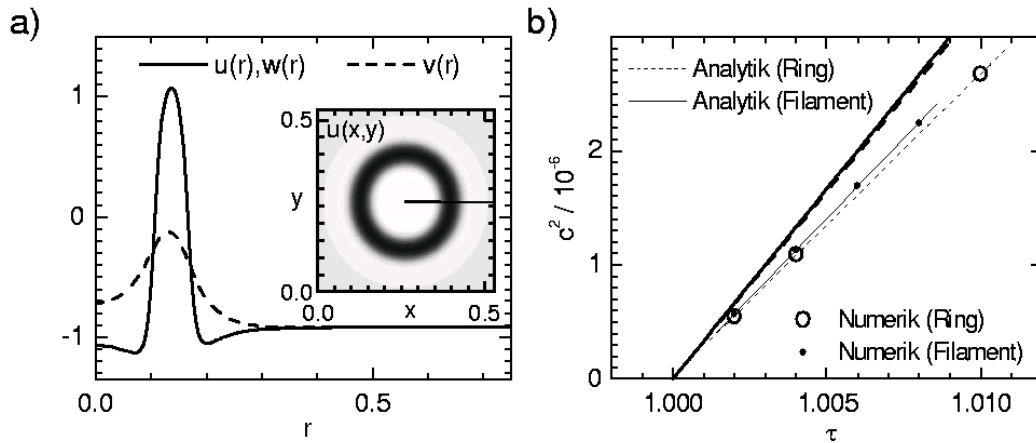 a)
u(r),w(r)
v(r)
1
0
-1
0.0
0.5
r
0.5
u(x,y)
y
0.0
0.0
x
0.5
b)
Analytik (Ring)
Analytik (Filament)
c² / 10⁻⁶
2
1
0
Numerik (Ring)
Numerik (Filament)
1.000
1.005
1.010
τ